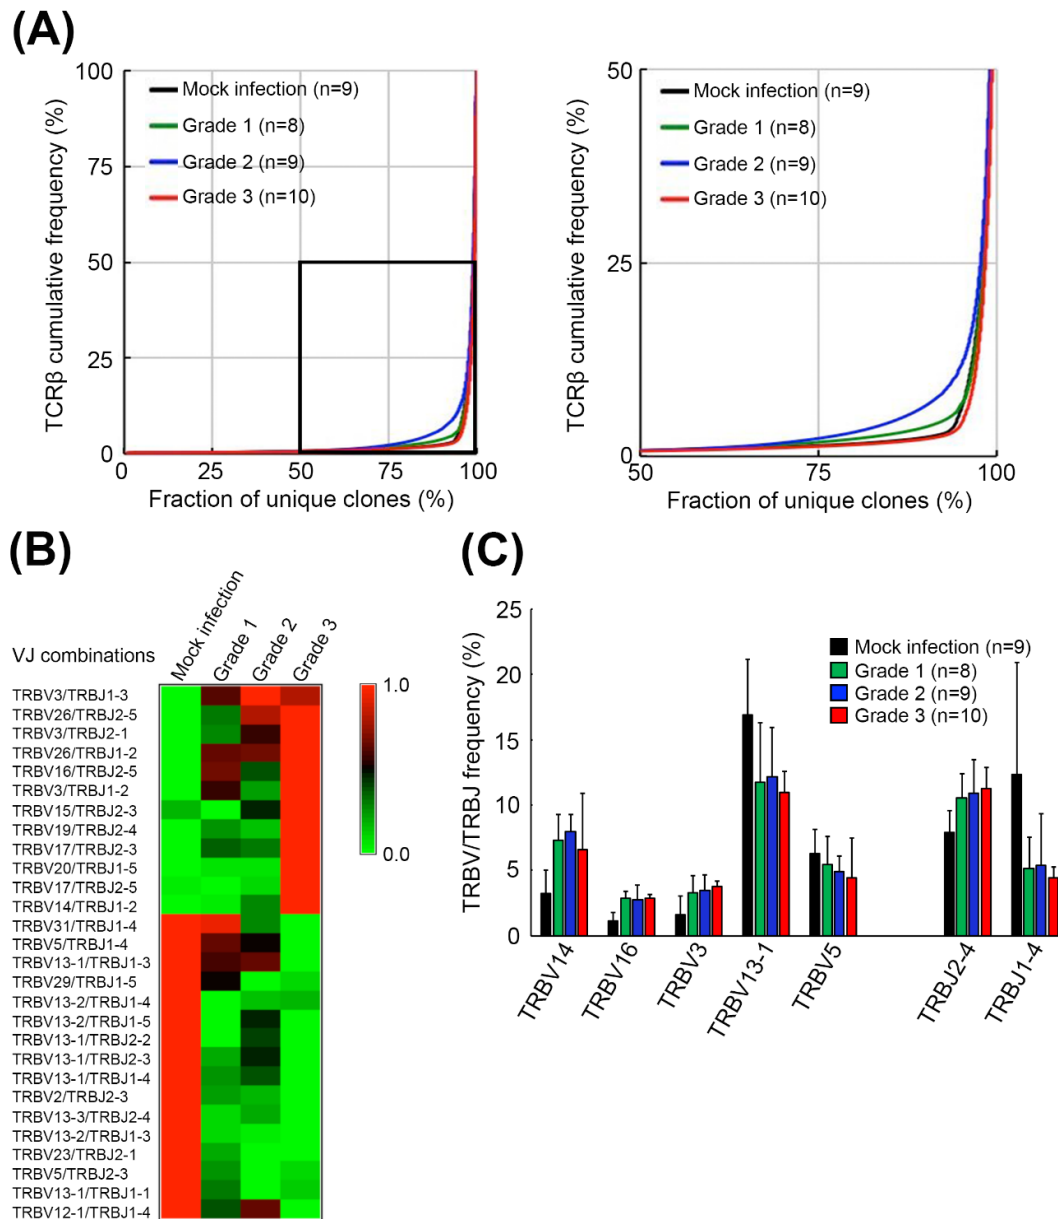 (A)
100
75
50
25
0
TCRβ cumulative frequency (%)
Mock infection (n=9)
Grade 1 (n=8)
Grade 2 (n=9)
Grade 3 (n=10)
0 25 50 75 100
Fraction of unique clones (%)
50
25
0
TCRβ cumulative frequency (%)
Mock infection (n=9)
Grade 1 (n=8)
Grade 2 (n=9)
Grade 3 (n=10)
50 75 100
Fraction of unique clones (%)
(B)
VJ combinations
Mock infection
Grade 1
Grade 2
Grade 3
TRBV3/TRBJ1-3
TRBV26/TRBJ2-5
TRBV3/TRBJ2-1
TRBV26/TRBJ1-2
TRBV16/TRBJ2-5
TRBV3/TRBJ1-2
TRBV15/TRBJ2-3
TRBV19/TRBJ2-4
TRBV17/TRBJ2-3
TRBV20/TRBJ1-5
TRBV17/TRBJ2-5
TRBV14/TRBJ1-2
TRBV31/TRBJ1-4
TRBV5/TRBJ1-4
TRBV13-1/TRBJ1-3
TRBV29/TRBJ1-5
TRBV13-2/TRBJ1-4
TRBV13-2/TRBJ1-5
TRBV13-1/TRBJ2-2
TRBV13-1/TRBJ2-3
TRBV13-1/TRBJ1-4
TRBV2/TRBJ2-3
TRBV13-3/TRBJ2-4
TRBV13-2/TRBJ1-3
TRBV23/TRBJ2-1
TRBV5/TRBJ2-3
TRBV13-1/TRBJ1-1
TRBV12-1/TRBJ1-4
1.0
0.0
(C)
25
20
15
10
5
0
TRBV/TRBJ frequency (%)
Mock infection (n=9)
Grade 1 (n=8)
Grade 2 (n=9)
Grade 3 (n=10)
TRBV14
TRBV16
TRBV3
TRBV13-1
TRBV5
TRBJ2-4
TRBJ1-4